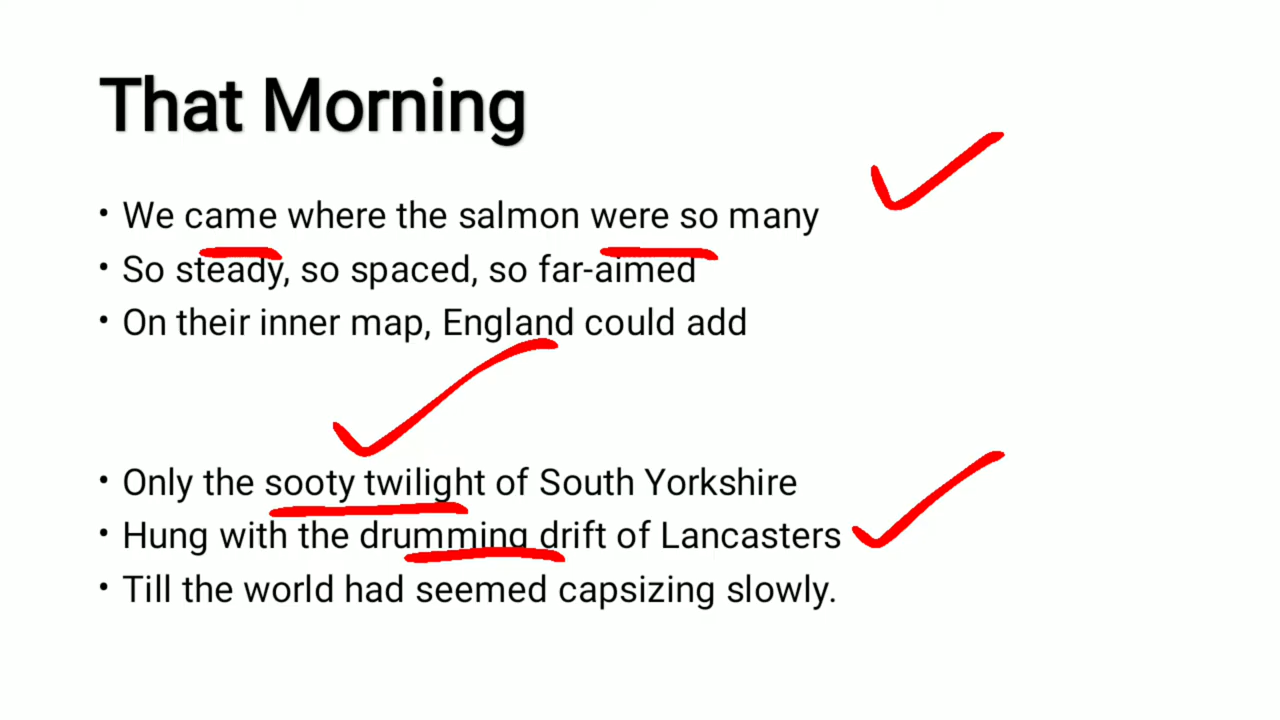 That Morning
• We came where the salmon were so many
• So steady, so spaced, so far-aimed
• On their inner map, England could add
• Only the sooty twilight of South Yorkshire
• Hung with the drumming drift of Lancasters
• Till the world had seemed capsizing slowly.